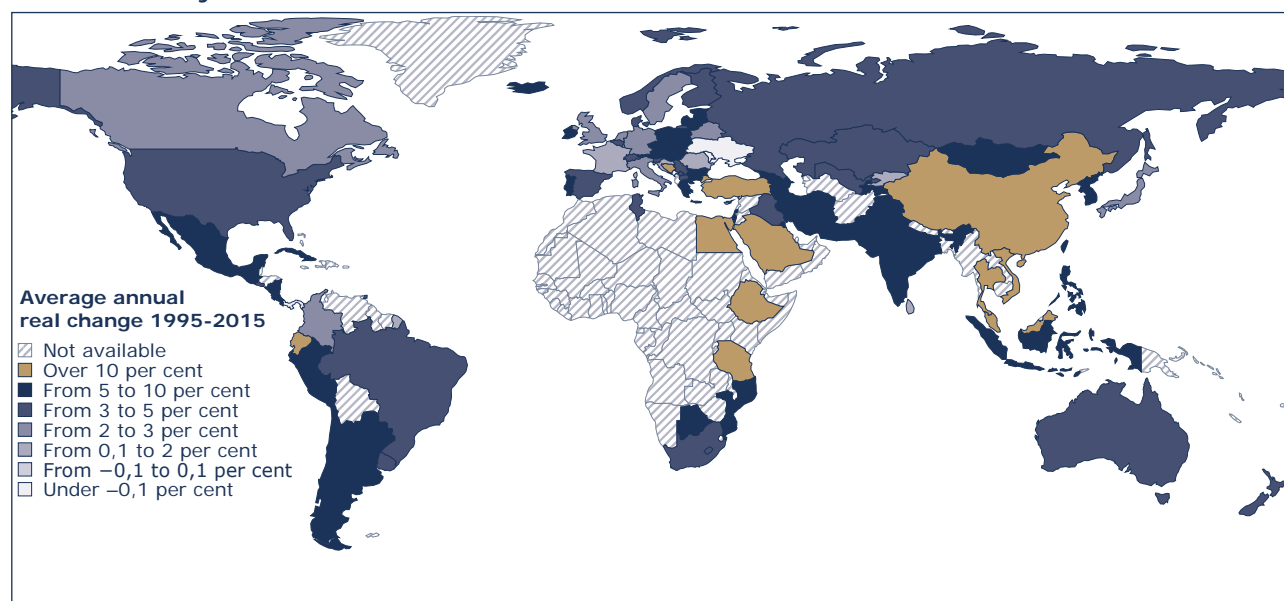 Average annual
real change 1995-2015
Not available
Over 10 per cent
From 5 to 10 per cent
From 3 to 5 per cent
From 2 to 3 per cent
From 0,1 to 2 per cent
From −0,1 to 0,1 per cent
Under −0,1 per cent